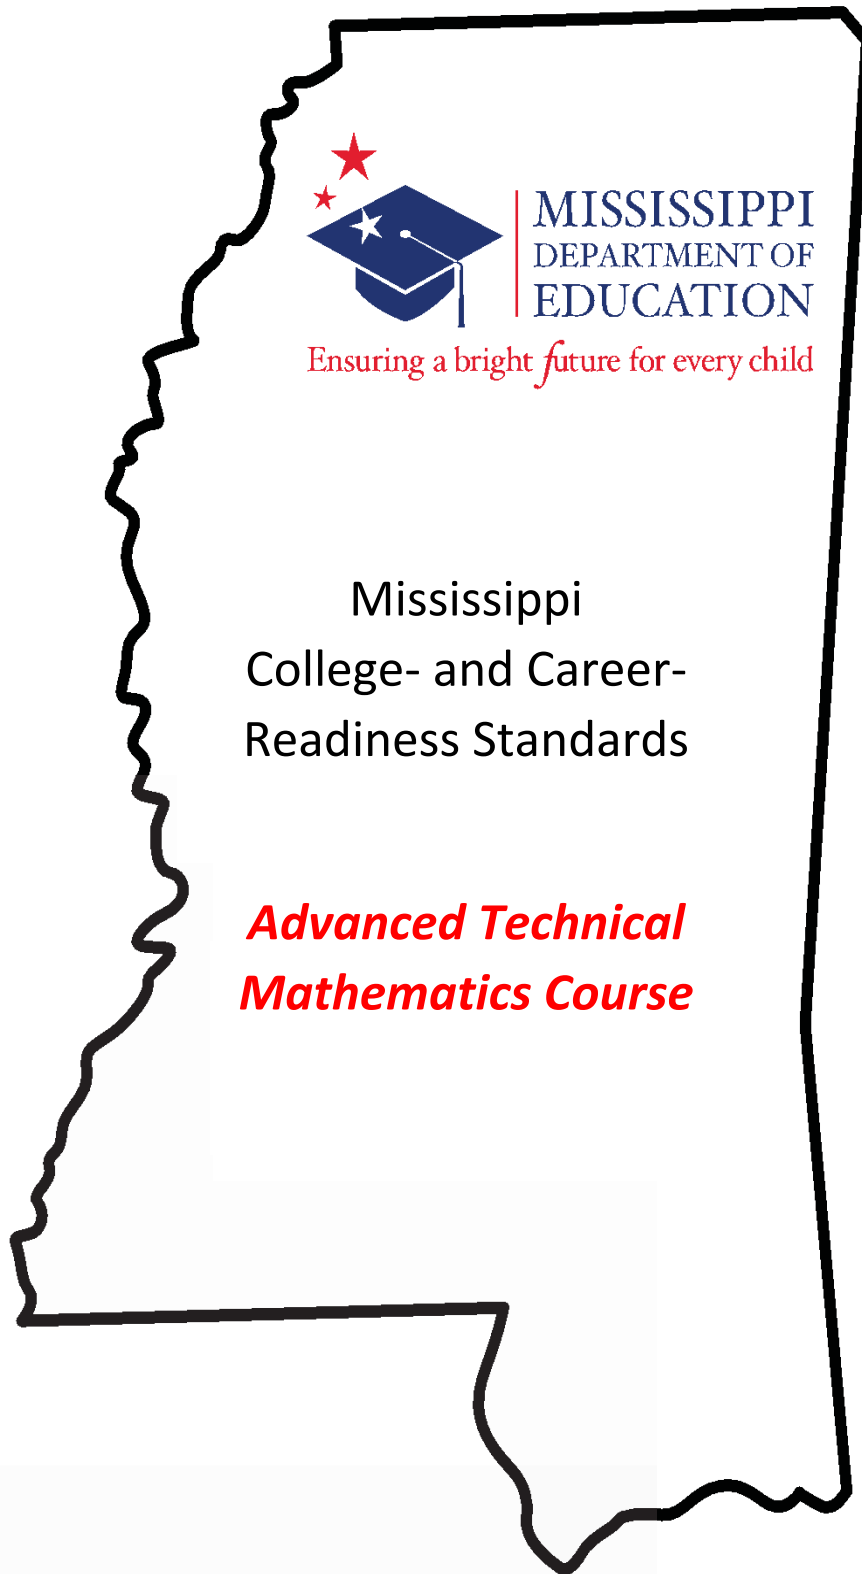 MISSISSIPPI
DEPARTMENT OF
EDUCATION
Ensuring a bright future for every child
Mississippi
College- and Career-
Readiness Standards
Advanced Technical
Mathematics Course